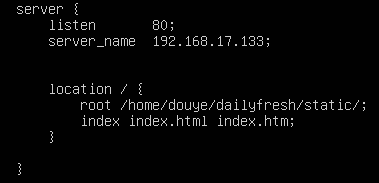 server {
    listen       80;
    server_name  192.168.17.133;
    location / {
        root /home/douye/dailyfresh/static/;
        index index.html index.htm;
    }
}